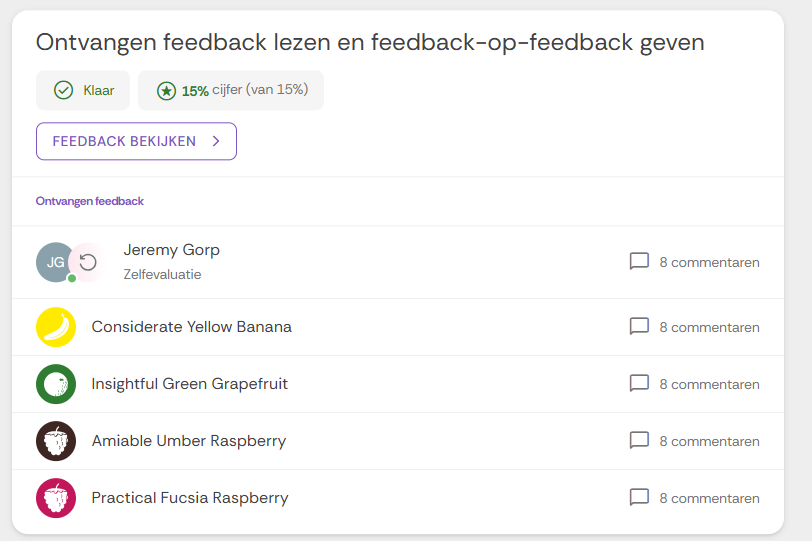 Ontvangen feedback lezen en feedback-op-feedback geven
Klaar
15% cijfer (van 15%)
FEEDBACK BEKIJKEN
Ontvangen feedback
JG
Jeremy Gorp
Zelfevaluatie
8 commentaren
Considerate Yellow Banana
8 commentaren
Insightful Green Grapefruit
8 commentaren
Amiable Umber Raspberry
8 commentaren
Practical Fucsia Raspberry
8 commentaren